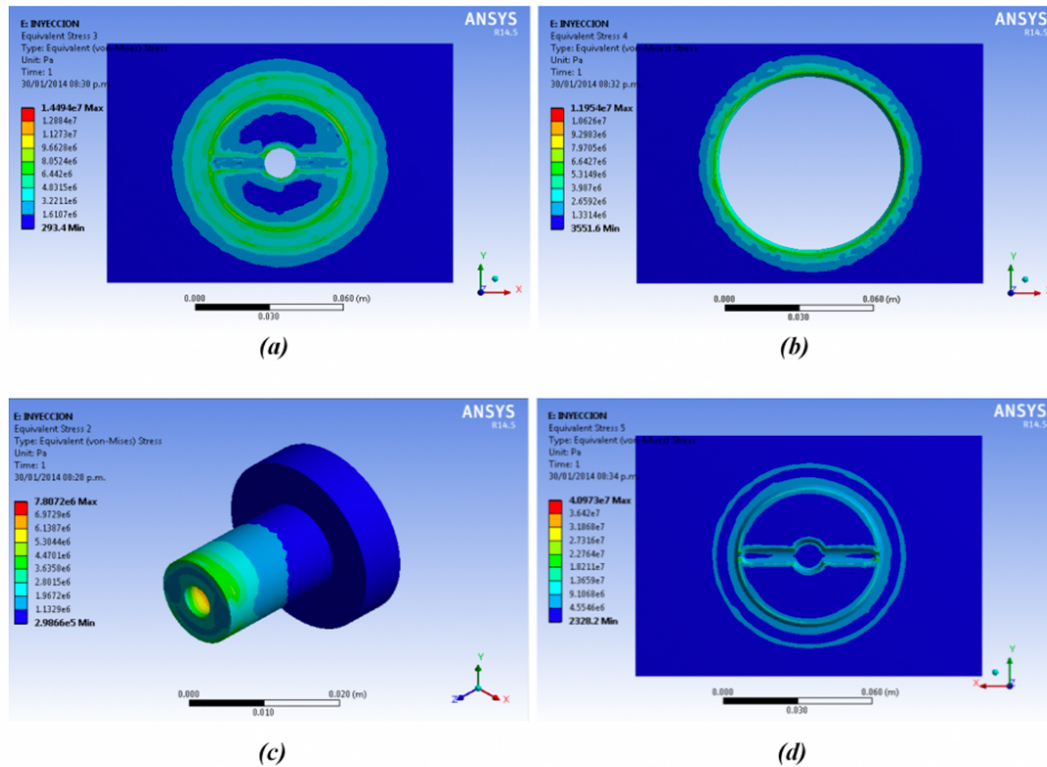 E: INYECCION
Equivalent Stress 3
Type: Equivalent (von-Mises) Stress
Unit: Pa
Time: 1
30/01/2014 08:30 p.m.
ANSYS
R14.5
1.4494e7 Max
1.2884e7
1.1273e7
9.6628e6
8.0524e6
6.442e6
4.8315e6
3.2211e6
1.6107e6
293.4 Min
Y
X
Z
0.000
0.060 (m)
0.030
(a)
E: INYECCION
Equivalent Stress 4
Type: Equivalent (von-Mises) Stress
Unit: Pa
Time: 1
30/01/2014 08:32 p.m.
ANSYS
R14.5
1.1954e7 Max
1.0626e7
9.2983e6
7.9705e6
6.6427e6
5.3149e6
3.987e6
2.6592e6
1.3314e6
3551.6 Min
Y
X
Z
0.000
0.060 (m)
0.030
(b)
E: INYECCION
Equivalent Stress 2
Type: Equivalent (von-Mises) Stress
Unit: Pa
Time: 1
30/01/2014 08:28 p.m.
ANSYS
R14.5
7.8072e6 Max
6.9729e6
6.1387e6
5.3044e6
4.4701e6
3.6358e6
2.8015e6
1.9672e6
1.1329e6
2.9866e5 Min
Y
Z
X
0.000
0.020 (m)
0.010
(c)
E: INYECCION
Equivalent Stress 5
Type: Equivalent (von-Mises) Stress
Unit: Pa
Time: 1
30/01/2014 08:34 p.m.
ANSYS
R14.5
4.0973e7 Max
3.642e7
3.1868e7
2.7316e7
2.2764e7
1.8211e7
1.3659e7
9.1068e6
4.5546e6
2328.2 Min
Y
X
Z
0.000
0.060 (m)
0.030
(d)